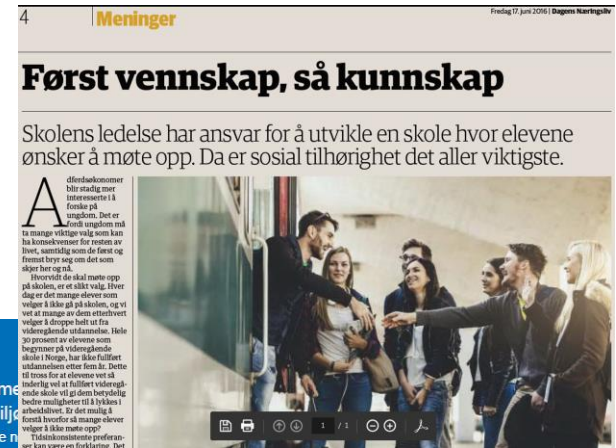 4
Meninger
Fredag 17. juni 2016 | Dagens Næringsliv
Først vennskap, så kunnskap
Skolens ledelse har ansvar for å utvikle en skole hvor elevene
ønsker å møte opp. Da er sosial tilhørighet det aller viktigste.
Adferdsøkonomer
blir stadig mer
interesserte i å
forske på
ungdom. Det er
fordi ungdom må
ta mange viktige valg som kan
ha konsekvenser for resten av
livet, samtidig som de først og
fremst bryr seg om det som
skjer her og nå.
Hvorvidt de skal møte opp
på skolen, er et slikt valg. Hver
dag er det mange elever som
velger å ikke gå på skolen, og vi
vet at mange av dem etterhvert
velger å droppe helt ut fra
videregående utdannelse. Hele
30 prosent av elevene som
begynner på videregående
skole i Norge, har ikke fullført
utdannelsen etter fem år. Dette
til tross for at elevene vet så
inderlig vel at fullført videregå-
ende skole vil gi dem betydelig
bedre muligheter til å lykkes i
arbeidslivet. Er det mulig å
forstå hvorfor så mange elever
velger å ikke møte opp?
Tidsinkonsistente preferan-
ser kan være en forklaring. Det
1 / 1